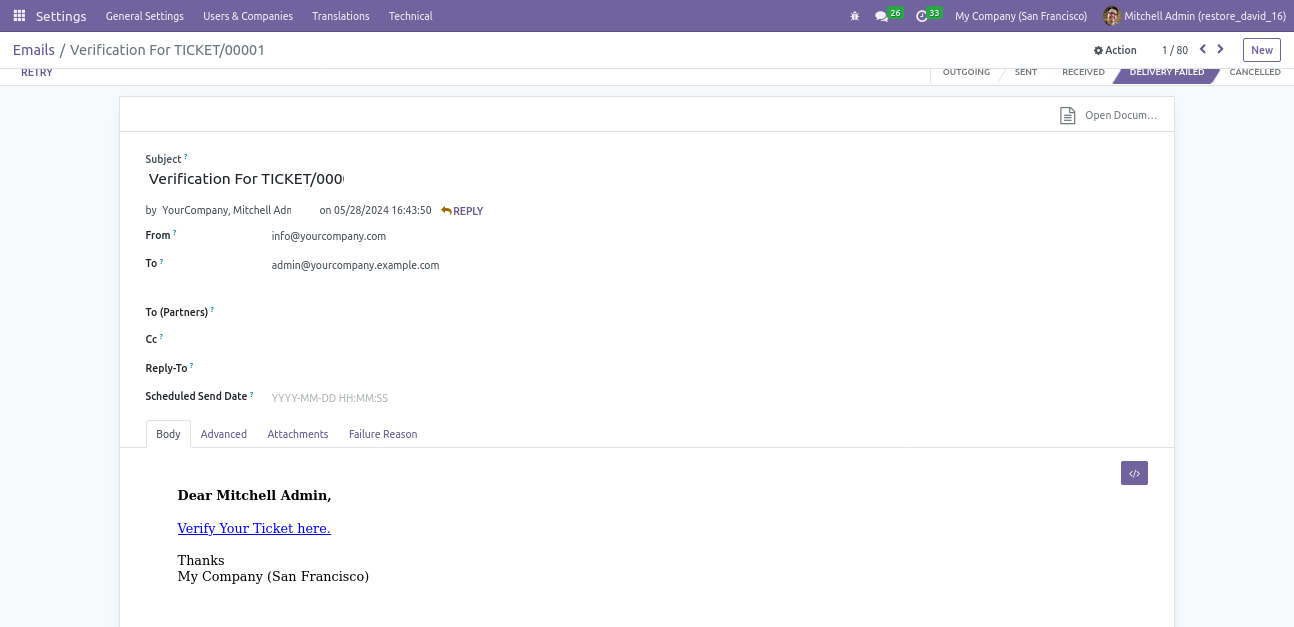 Settings General Settings Users & Companies Translations Technical 26 33 My Company (San Francisco) Mitchell Admin (restore_david_16)
Emails / Verification For TICKET/00001 Action 1 / 80 New
RETRY OUTGOING SENT RECEIVED DELIVERY FAILED CANCELLED
Open Docum...
Subject ?
Verification For TICKET/000
by YourCompany, Mitchell Adn on 05/28/2024 16:43:50 REPLY
From ? info@yourcompany.com
To ? admin@yourcompany.example.com
To (Partners) ?
Cc ?
Reply-To ?
Scheduled Send Date ? YYYY-MM-DD HH:MM:SS
Body Attachments Advanced Failure Reason
</> 
Dear Mitchell Admin,
Verify Your Ticket here.
Thanks
My Company (San Francisco)